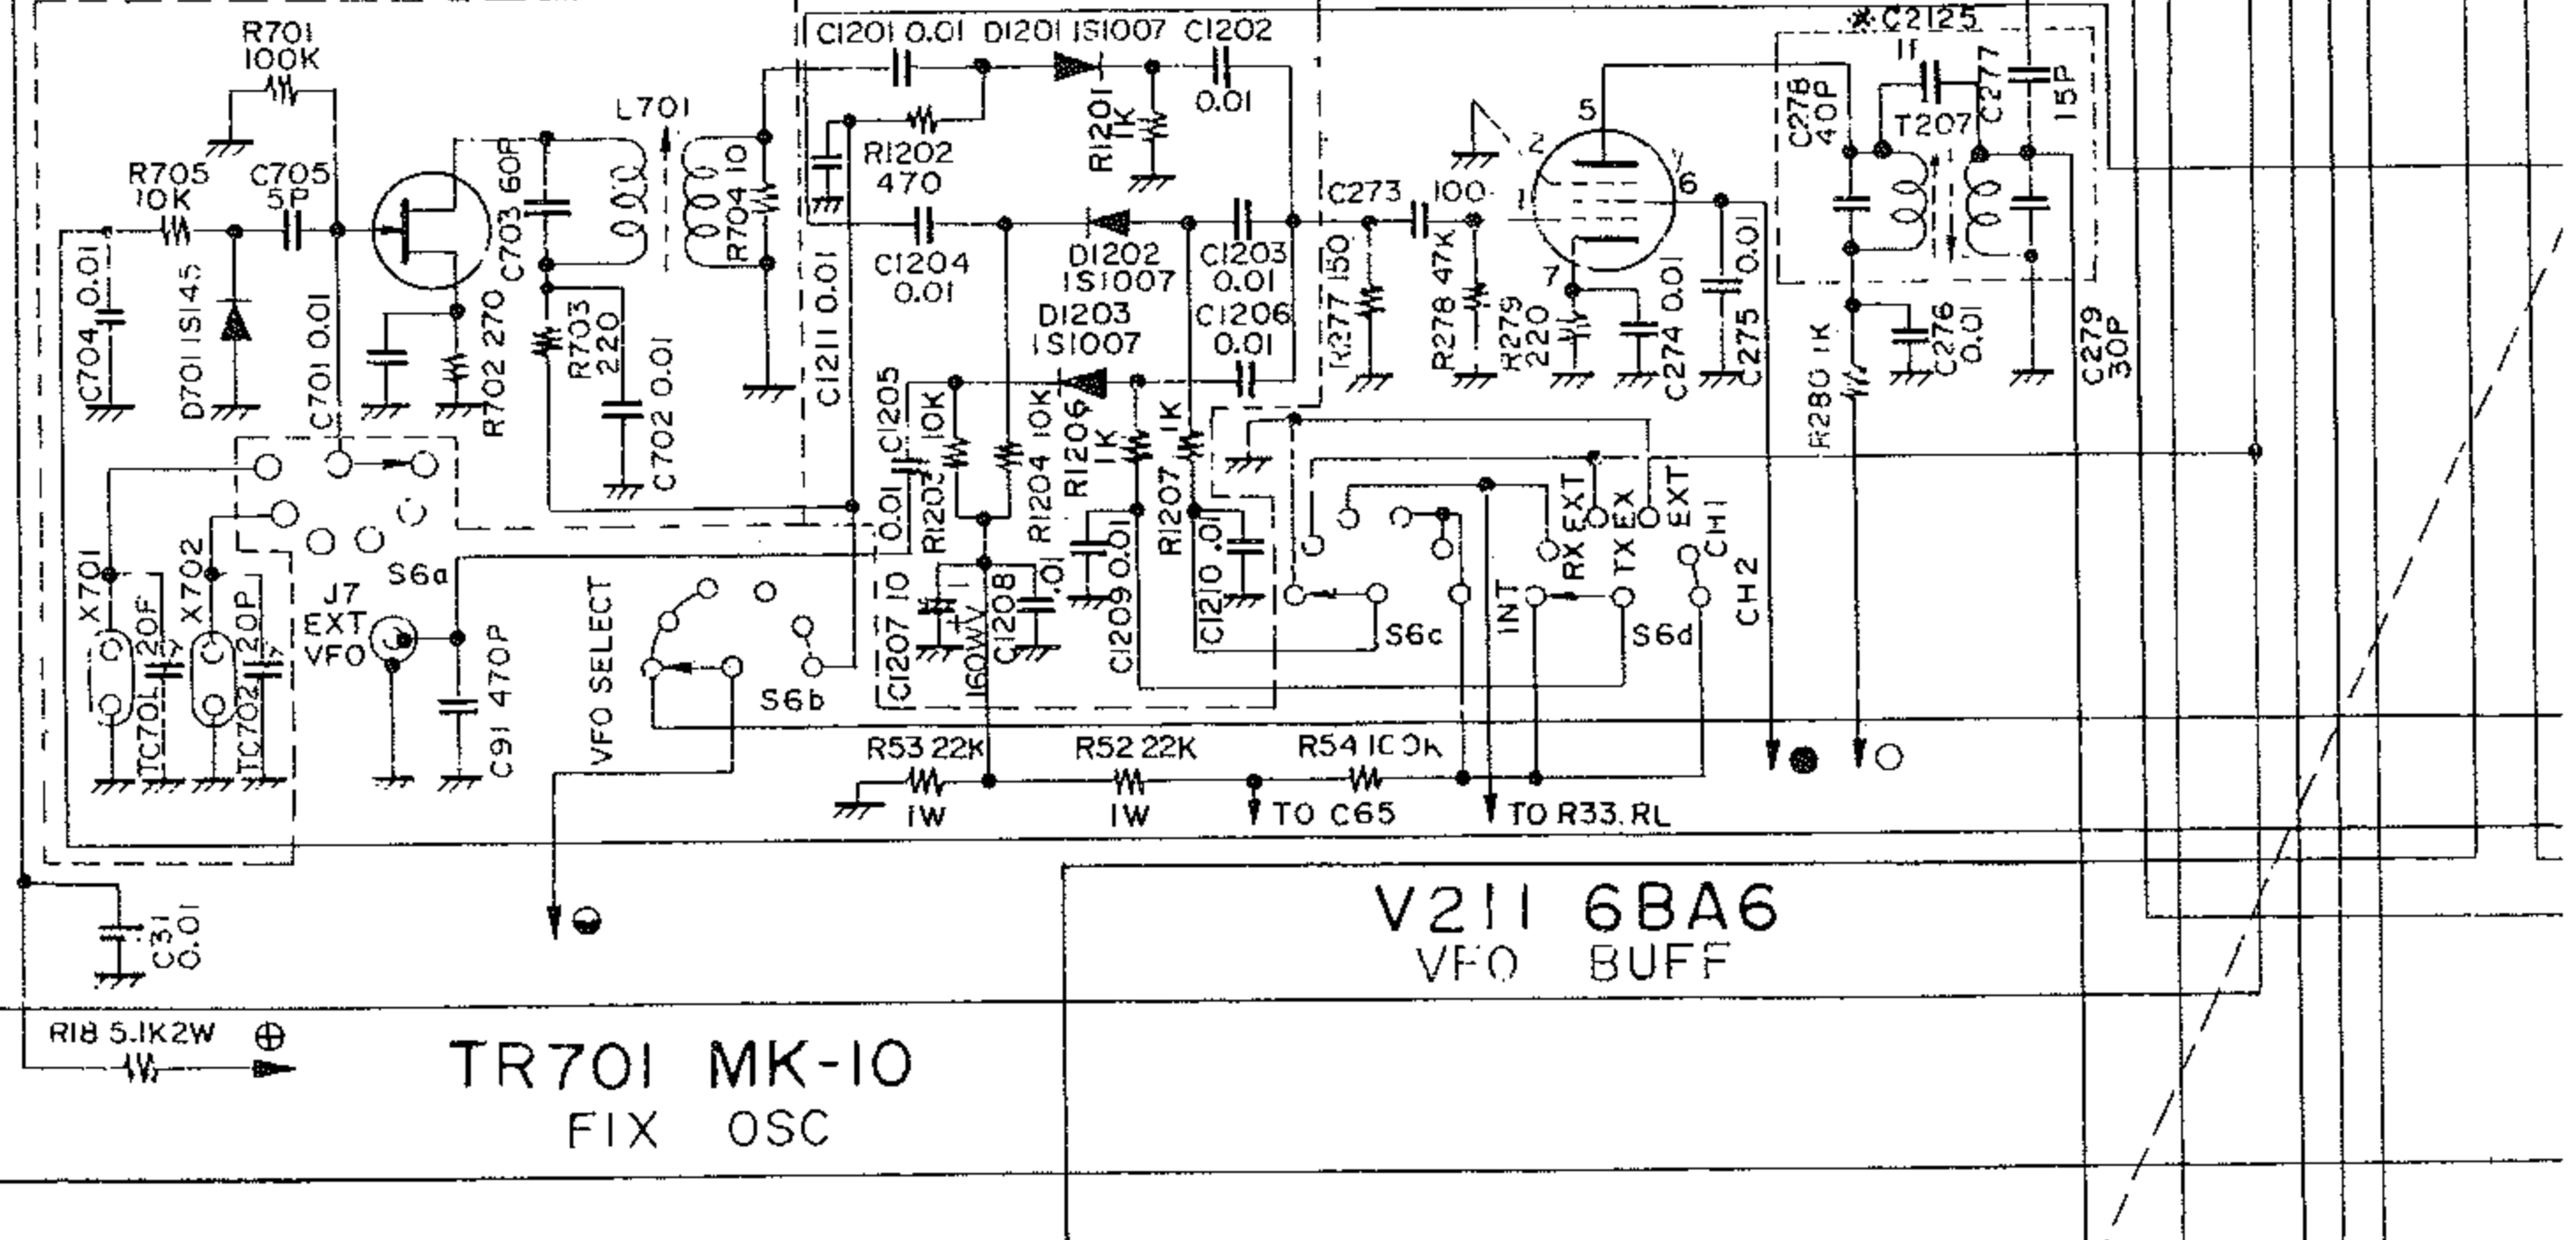 R701
100K
L701
R705
10K
C705
5P
C703 60P
R704 10
C704 0.01
D701 1S145
C701 0.01
R702 270
R703
220
C702 0.01
C1201 0.01
D1201 1S1007
C1202
0.01
R1201
1K
R1202
470
C1204
0.01
D1202
1S1007
C1203
0.01
C1211 0.01
D1203
1S1007
C1206
0.01
C1205
0.01
R1203
10K
R1204 10K
R1206
1K
R1207
1K
C1207 10
160WV
C1208
.01
C1209 0.01
C1210 .01
C273
100
R277 150
R278 47K
R279
220
C274 0.01
C275 0.01
5
2
1
6
7
*C2125
1F
C278
40P
T207
C277
15P
R280 1K
C276
0.01
C279
30P
X701
TC701 20P
X702
TC702 20P
S6a
J7
EXT
VFO
C91 470P
VFO SELECT
S6b
S6c
INT
RX EXT
TX EX
EXT
CH1
CH2
S6d
R53 22K
1W
R52 22K
1W
R54 100K
TO C65
TO R33. RL
C31
0.01
V211 6BA6
VFO BUFF
R18 5.1K2W
TR701 MK-10
FIX OSC